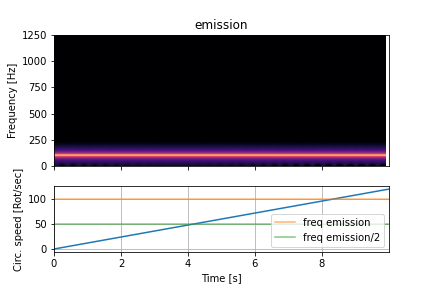 emission
Frequency [Hz]
1250
1000
750
500
250
0
Circ. speed [Rot/sec]
100
50
0
freq emission
freq emission/2
0
2
4
6
8
Time [s]